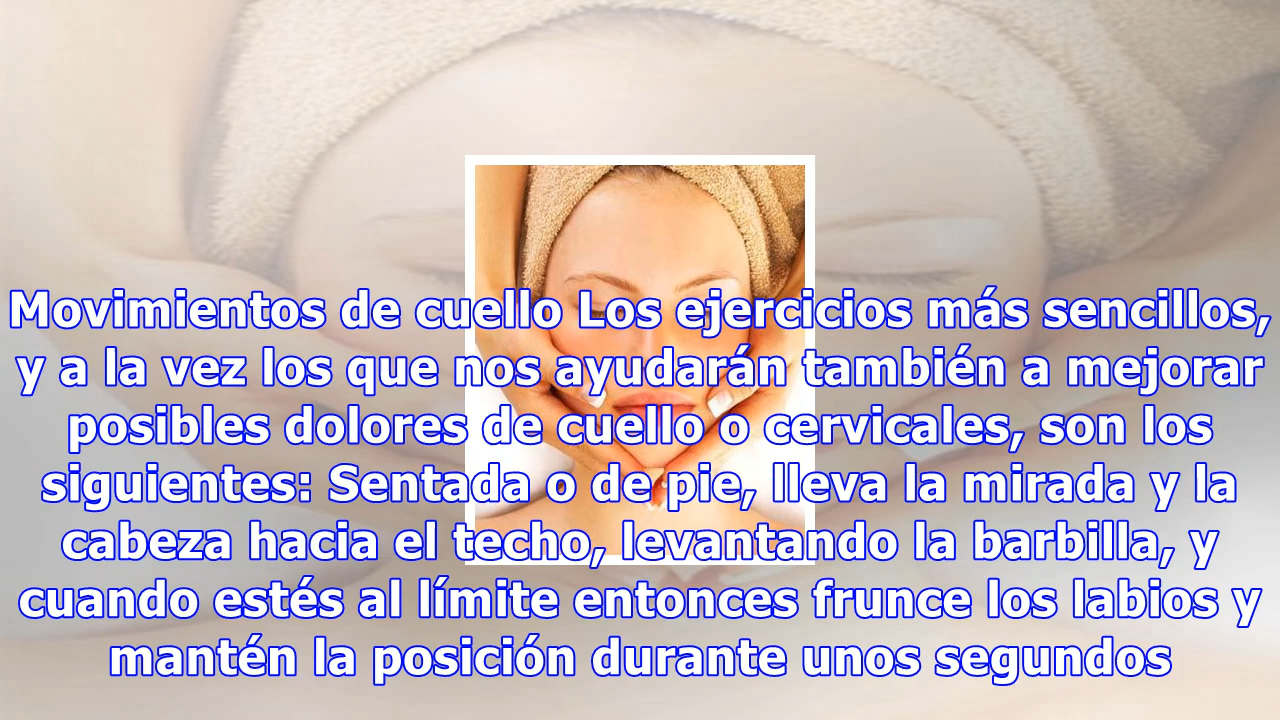 Movimientos de cuello Los ejercicios más sencillos,
y a la vez los que nos ayudarán también a mejorar
posibles dolores de cuello o cervicales, son los
siguientes: Sentada o de pie, lleva la mirada y la
cabeza hacia el techo, levantando la barbilla, y
cuando estés al límite entonces frunce los labios y
mantén la posición durante unos segundos